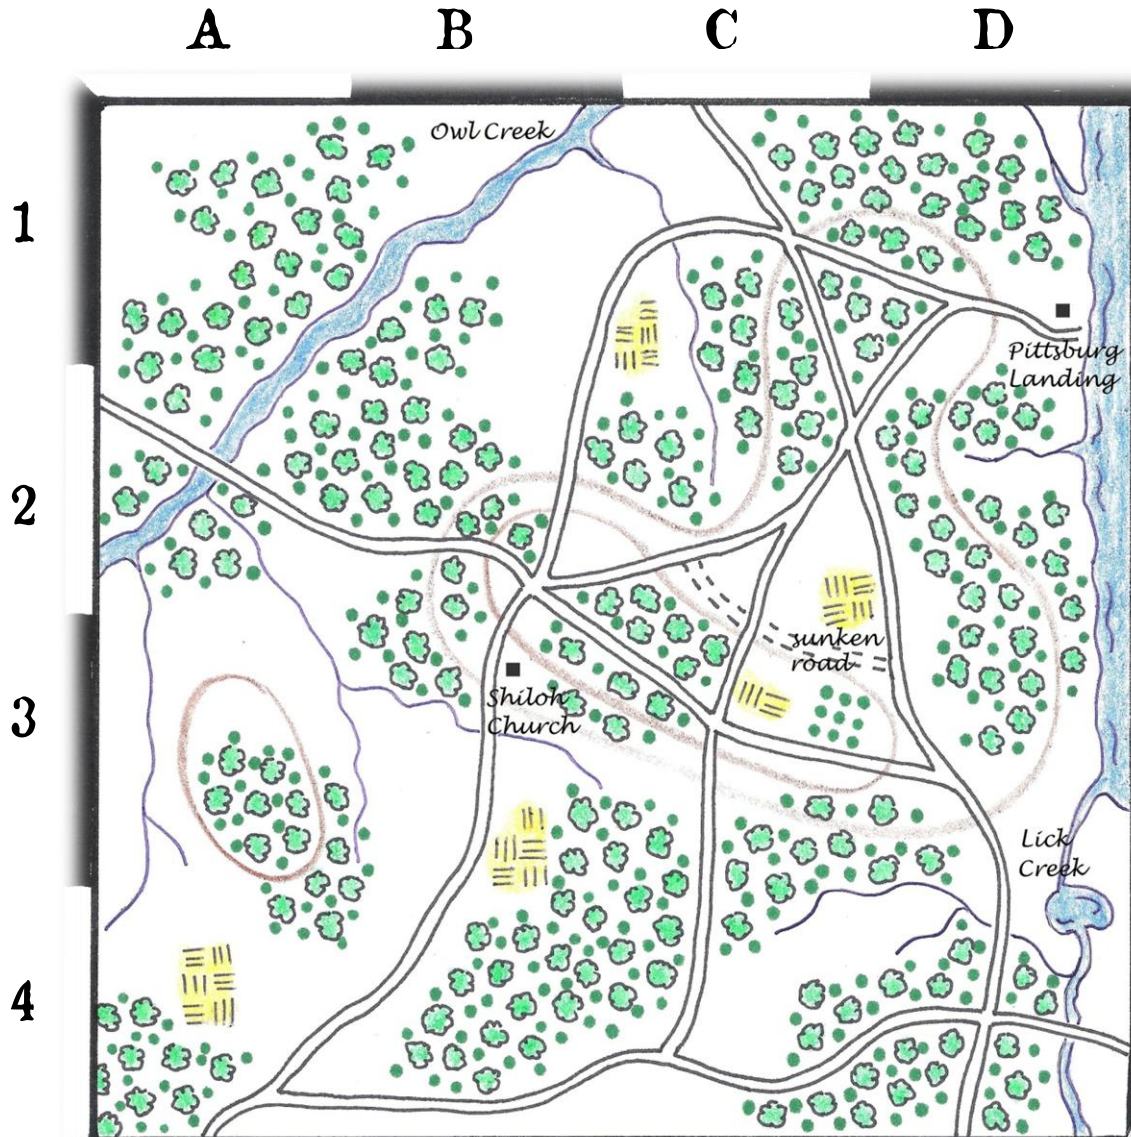 A B C D
Owl Creek
1
Pittsburg
Landing
2
sunken
road
Shiloh
Church
3
Lick
Creek
4